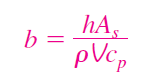 b = hA_s / ρVc_p